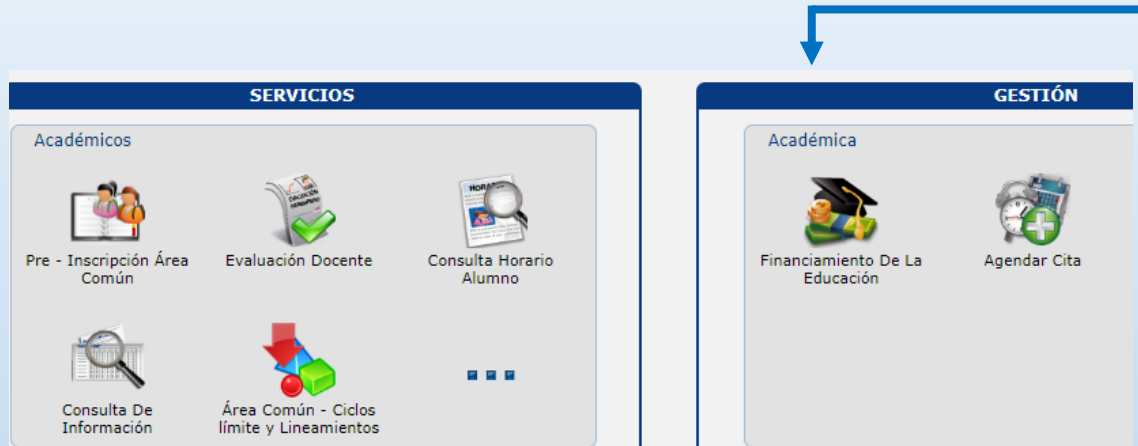 SERVICIOS
Académicos
Pre - Inscripción Área
Común
Evaluación Docente
Consulta Horario
Alumno
Consulta De
Información
Área Común - Ciclos
límite y Lineamientos
GESTIÓN
Académica
Financiamiento De La
Educación
Agendar Cita